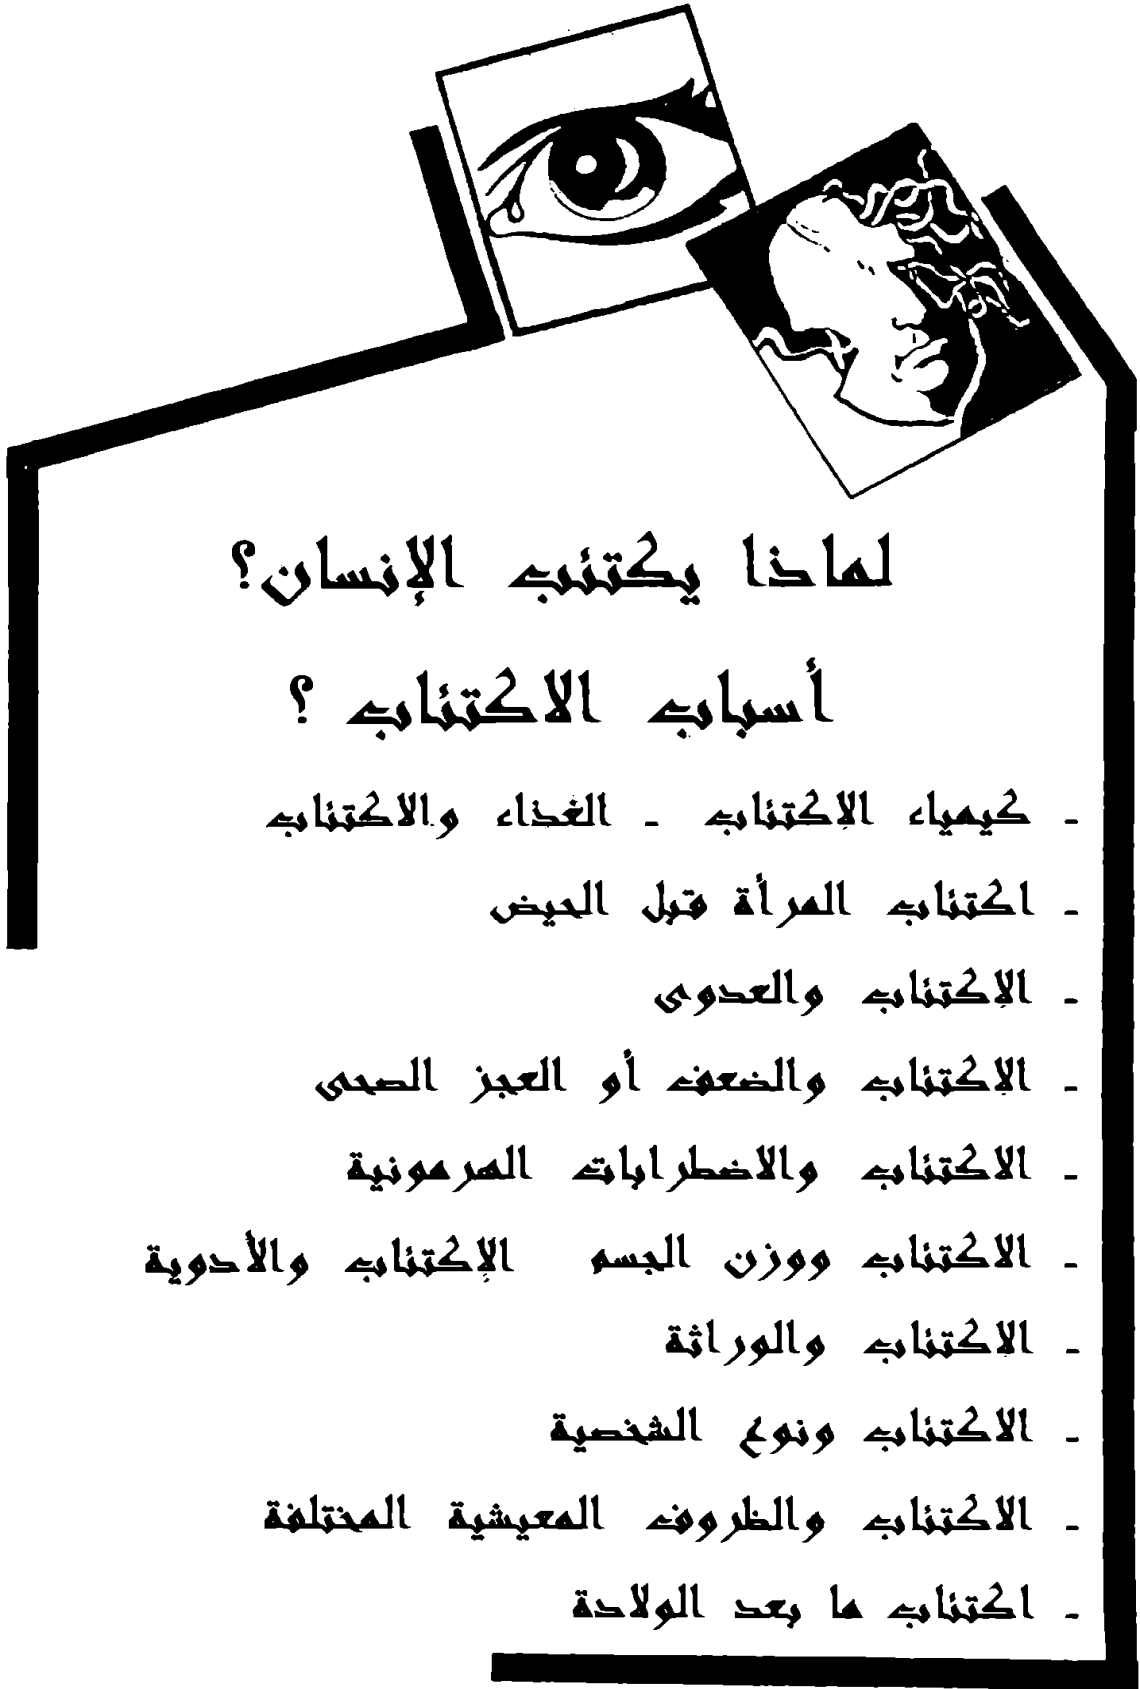 لماذا يكتئب الإنسان؟
أسباب الاكتئاب ؟
- كيمياء الإكتئاب - الغذاء والاكتئاب
- اكتئاب المرأة قبل الحيض
- الإكتئاب والعدوى
- الإكتئاب والضعف أو العجز الصحى
- الاكتئاب والاضطرابات الهرمونية
- الاكتئاب ووزن الجسم الإكتئاب والأدوية
- الاكتئاب والوراثة
- الاكتئاب ونوع الشخصية
- الاكتئاب والظروف المعيشية المختلفة
- اكتئاب ما بعد الولادة